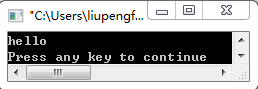 "C:\Users\liupengf...
hello
Press any key to continue